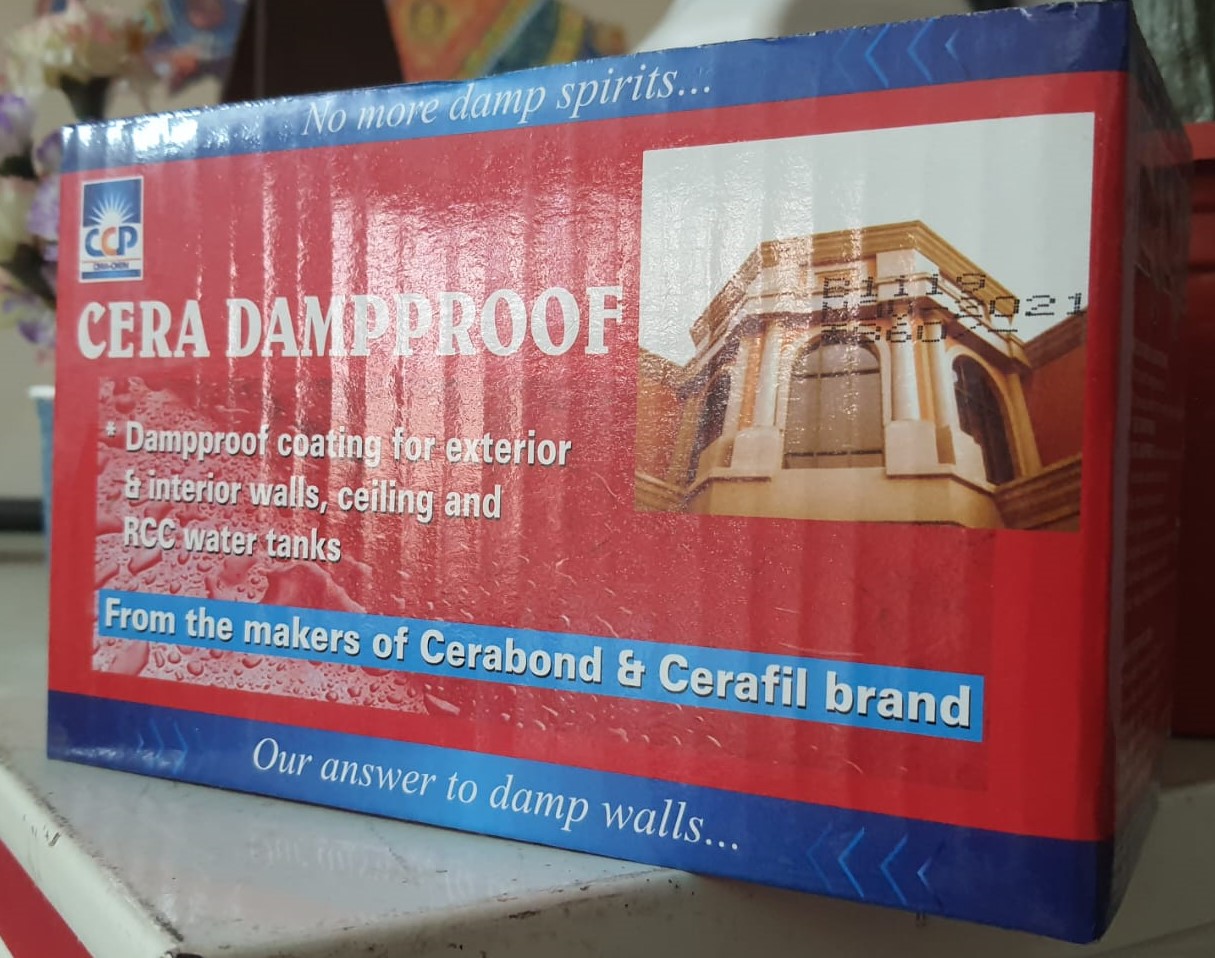 No more damp spirits...
CCP
CERA DAMPPROOF
* Dampproof coating for exterior
& interior walls, ceiling and
RCC water tanks
From the makers of Cerabond & Cerafil brand
Our answer to damp walls...
2021